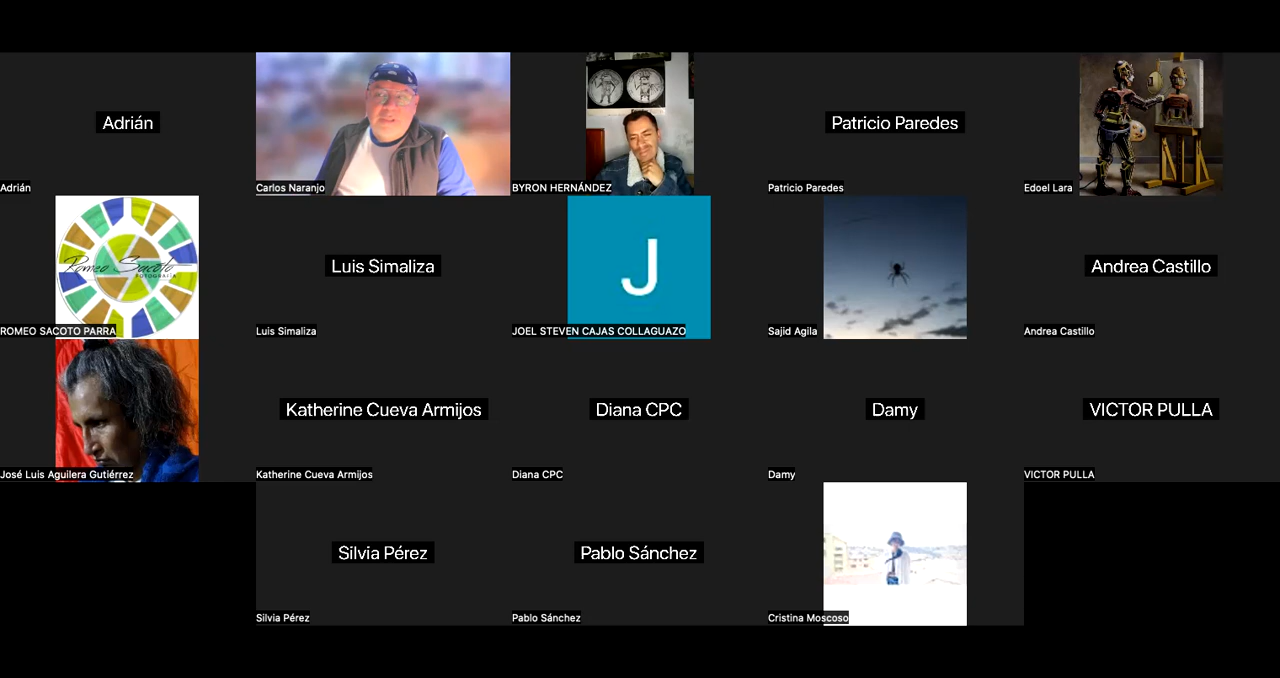 Adrián
Adrián
Carlos Naranjo
BYRON HERNÁNDEZ
Patricio Paredes
Patricio Paredes
Edoel Lara
Romeo Sacoto
FOTOGRAFÍA
ROMEO SACOTO PARRA
Luis Simaliza
Luis Simaliza
J
JOEL STEVEN CAJAS COLLAGUAZO
Sajid Agila
Andrea Castillo
Andrea Castillo
José Luis Aguilera Gutiérrez
Katherine Cueva Armijos
Katherine Cueva Armijos
Diana CPC
Diana CPC
Damy
Damy
VICTOR PULLA
VICTOR PULLA
Silvia Pérez
Silvia Pérez
Pablo Sánchez
Pablo Sánchez
Cristina Moscoso